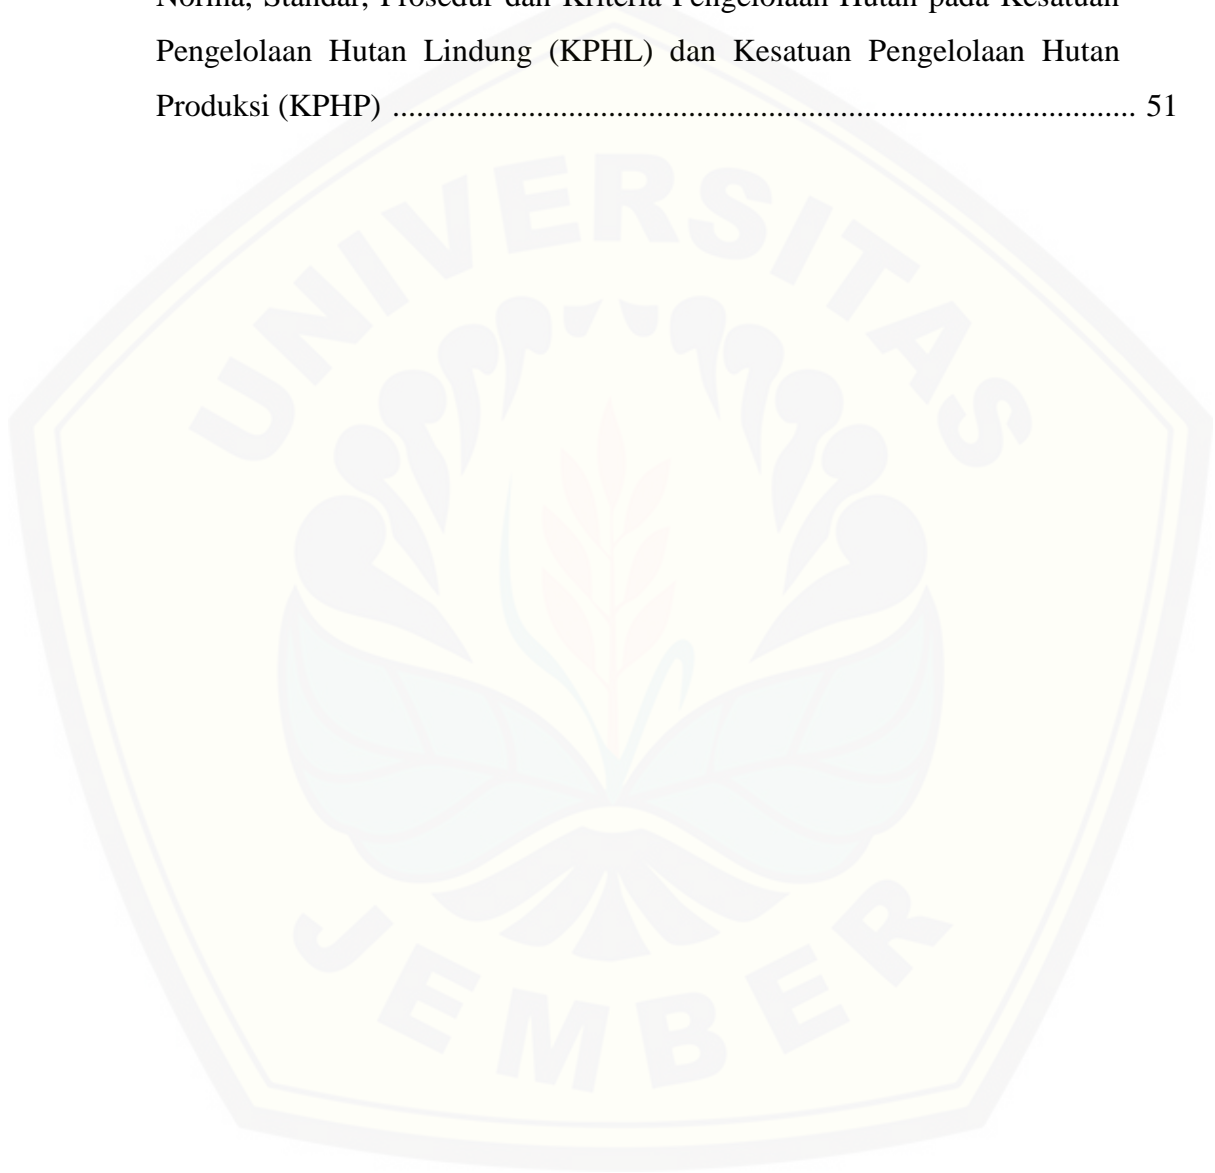 Norma, Standar, Prosedur dan Kriteria Pengelolaan Hutan pada Kesatuan
Pengelolaan Hutan Lindung (KPHL) dan Kesatuan Pengelolaan Hutan
Produksi (KPHP) ........................................................................................ 51
UNIVERSITAS
JEMBER